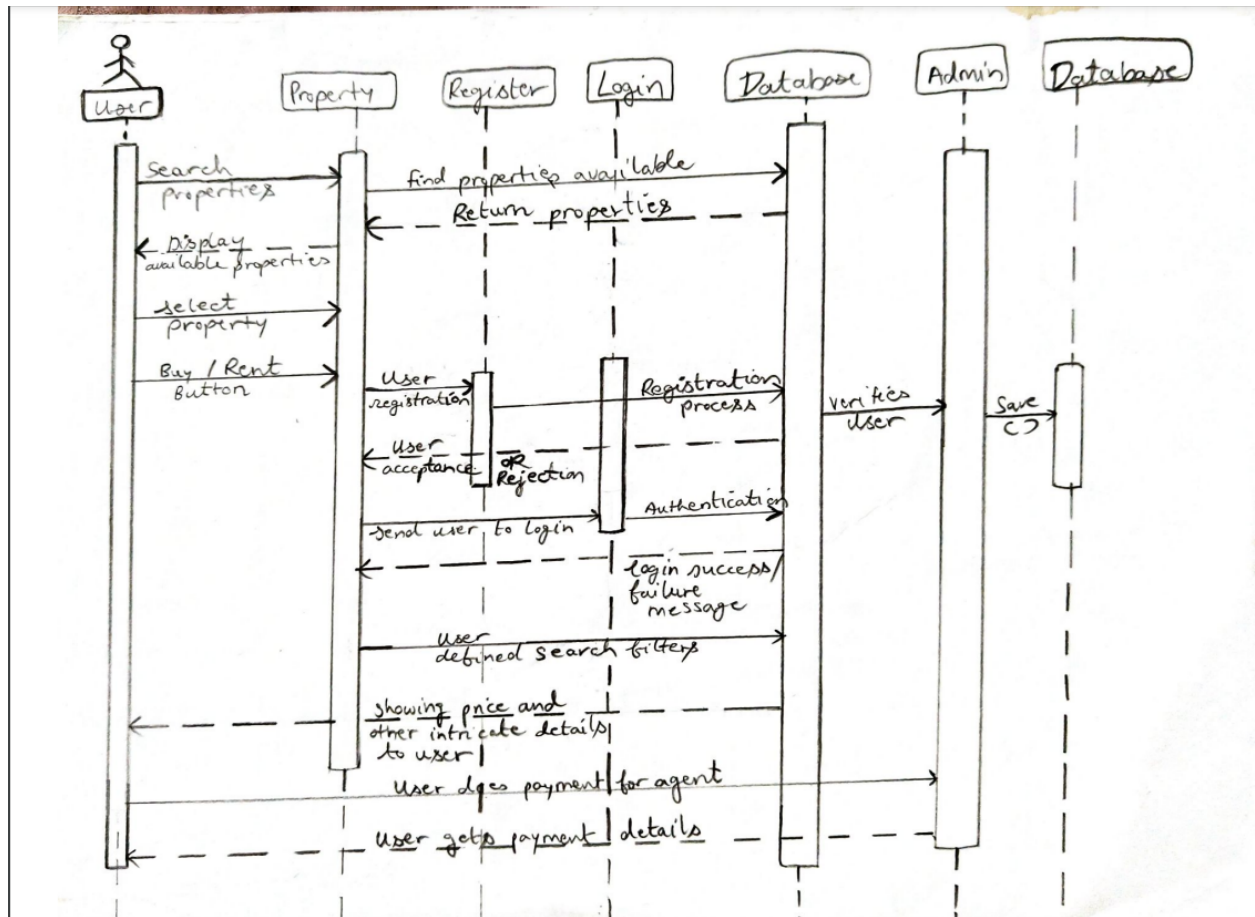 User
Property
Register
Login
Database
Admin
Database
Search
properties
find properties available
Return properties
Display
available properties
select
property
Buy / Rent
Button
User
registration
Registration
process
verifies
User
Save
()
User
acceptance
OR
Rejection
send user to login
Authentication
login success/
failure
message
User
defined search filters
showing price and
other intricate details
to user
User does payment for agent
User gets payment details